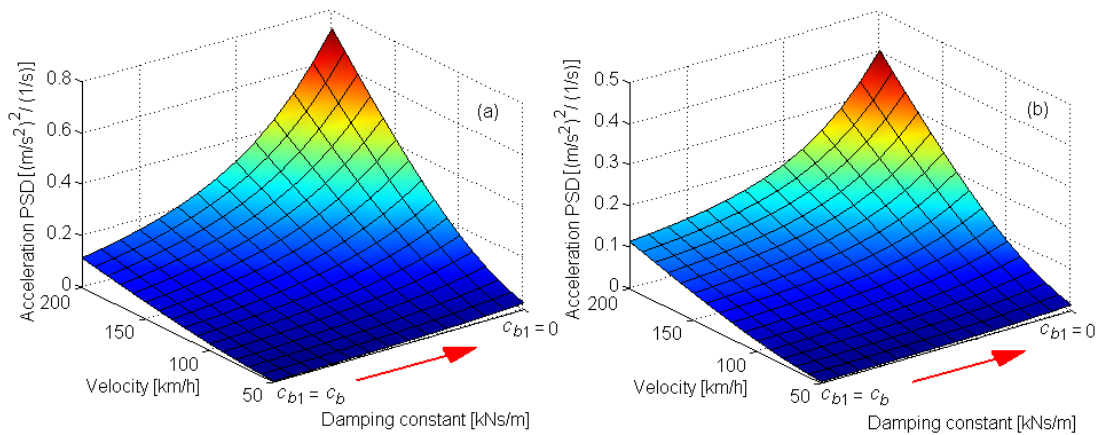 Acceleration PSD [(m/s²)²/ (1/s)]
0.8
0.6
0.4
0.2
0
200
150
100
50
Velocity [km/h]
(a)
c_b1 = 0
c_b1 = c_b
Damping constant [kNs/m]
Acceleration PSD [(m/s²)²/ (1/s)]
0.5
0.4
0.3
0.2
0.1
0
200
150
100
50
Velocity [km/h]
(b)
c_b1 = 0
c_b1 = c_b
Damping constant [kNs/m]